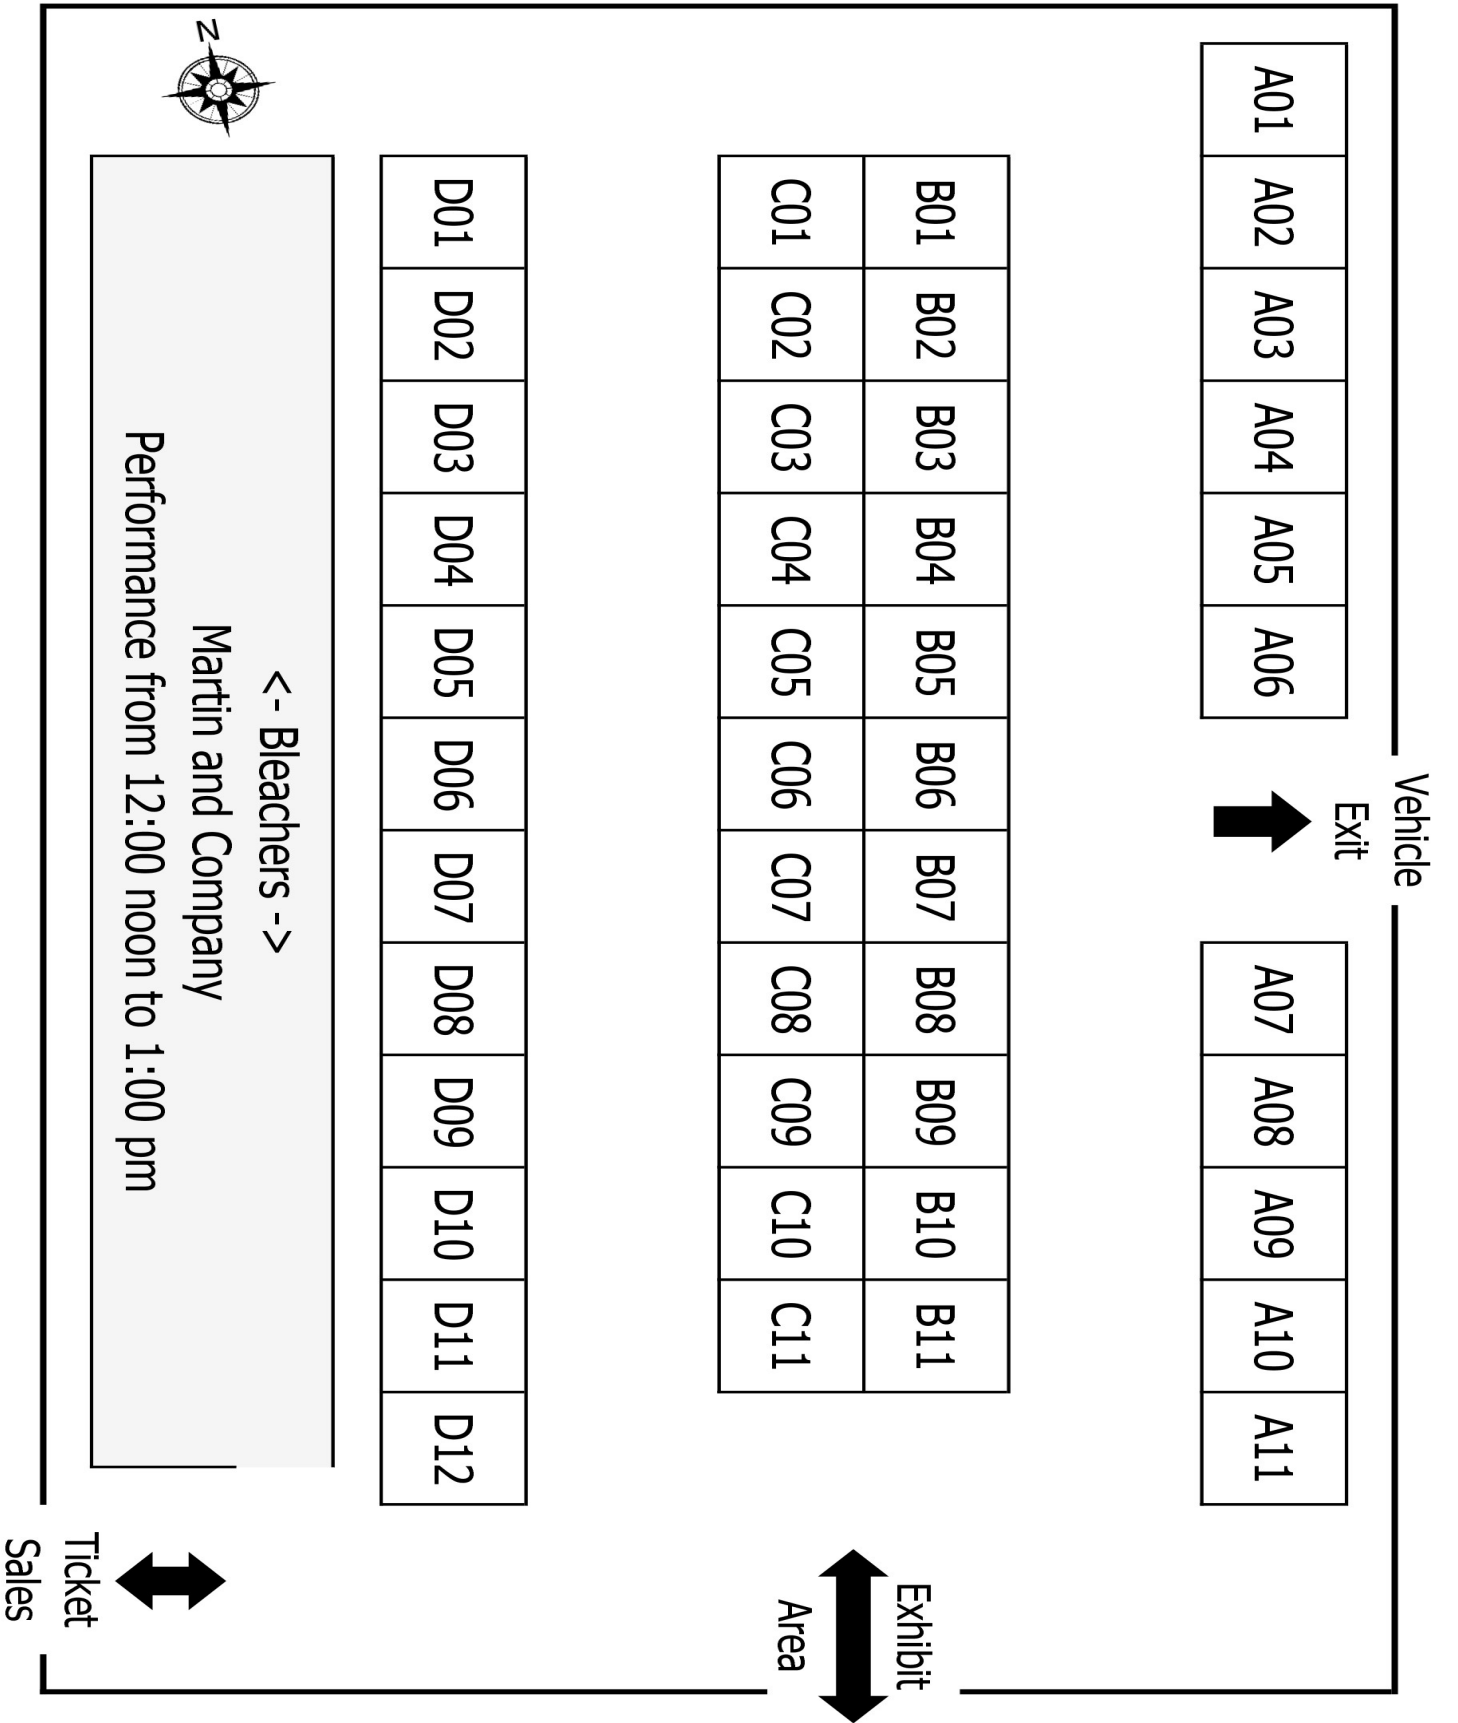 Vehicle
Exit
A01 A02 A03 A04 A05 A06 A07 A08 A09 A10 A11
B01 B02 B03 B04 B05 B06 B07 B08 B09 B10 B11
C01 C02 C03 C04 C05 C06 C07 C08 C09 C10 C11
Exhibit
Area
D01 D02 D03 D04 D05 D06 D07 D08 D09 D10 D11 D12
N
<- Bleachers ->
Martin and Company
Performance from 12:00 noon to 1:00 pm
Ticket
Sales